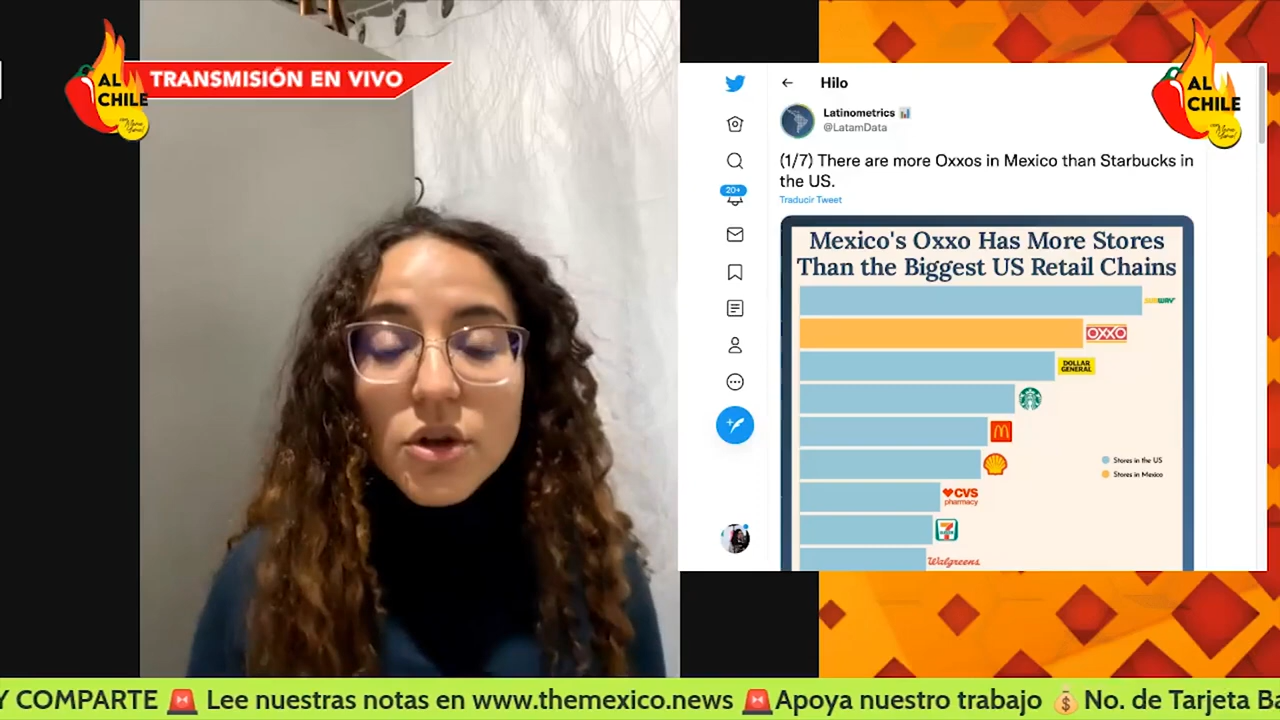 AL
CHILE
TRANSMISIÓN EN VIVO
Hilo
Latinometrics
@LatamData
(1/7) There are more Oxxos in Mexico than Starbucks in
the US.
Traducir Tweet
20+
Mexico's Oxxo Has More Stores
Than the Biggest US Retail Chains
SUBWAY
OXXO
DOLLAR
GENERAL
CVS
pharmacy
Stores in the US
Stores in Mexico
7
Walgreens
AL
CHILE
Y COMPARTE 🚨 Lee nuestras notas en www.themexico.news 🚨Apoya nuestro trabajo 💰 No. de Tarjeta Ba